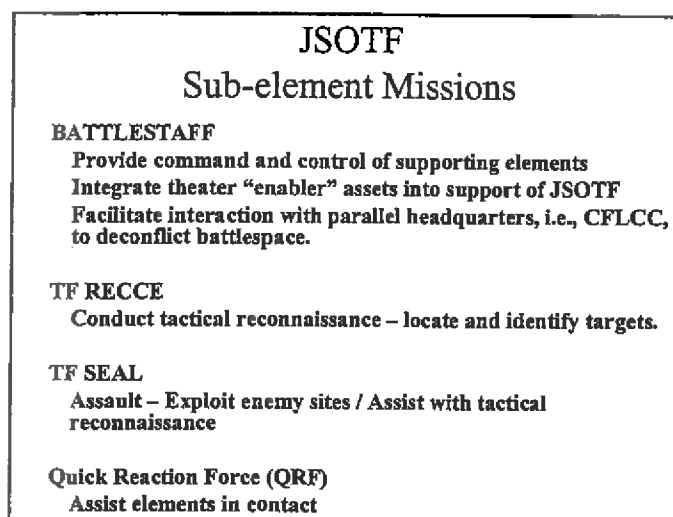 JSOTF
Sub-element Missions
BATTLESTAFF
Provide command and control of supporting elements
Integrate theater “enabler” assets into support of JSOTF
Facilitate interaction with parallel headquarters, i.e., CFLCC,
to deconflict battlespace.
TF RECCE
Conduct tactical reconnaissance – locate and identify targets.
TF SEAL
Assault – Exploit enemy sites / Assist with tactical
reconnaissance
Quick Reaction Force (QRF)
Assist elements in contact